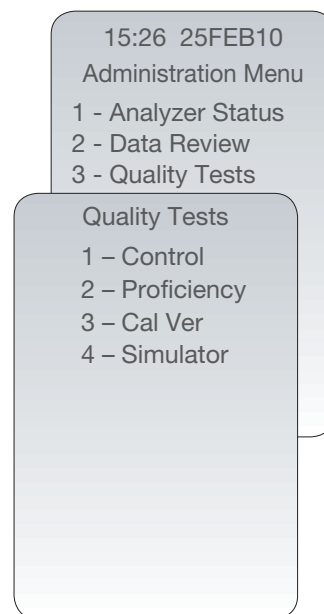 15:26 25FEB10
Administration Menu
1 - Analyzer Status
2 - Data Review
3 - Quality Tests
Quality Tests
1 – Control
2 – Proficiency
3 – Cal Ver
4 – Simulator